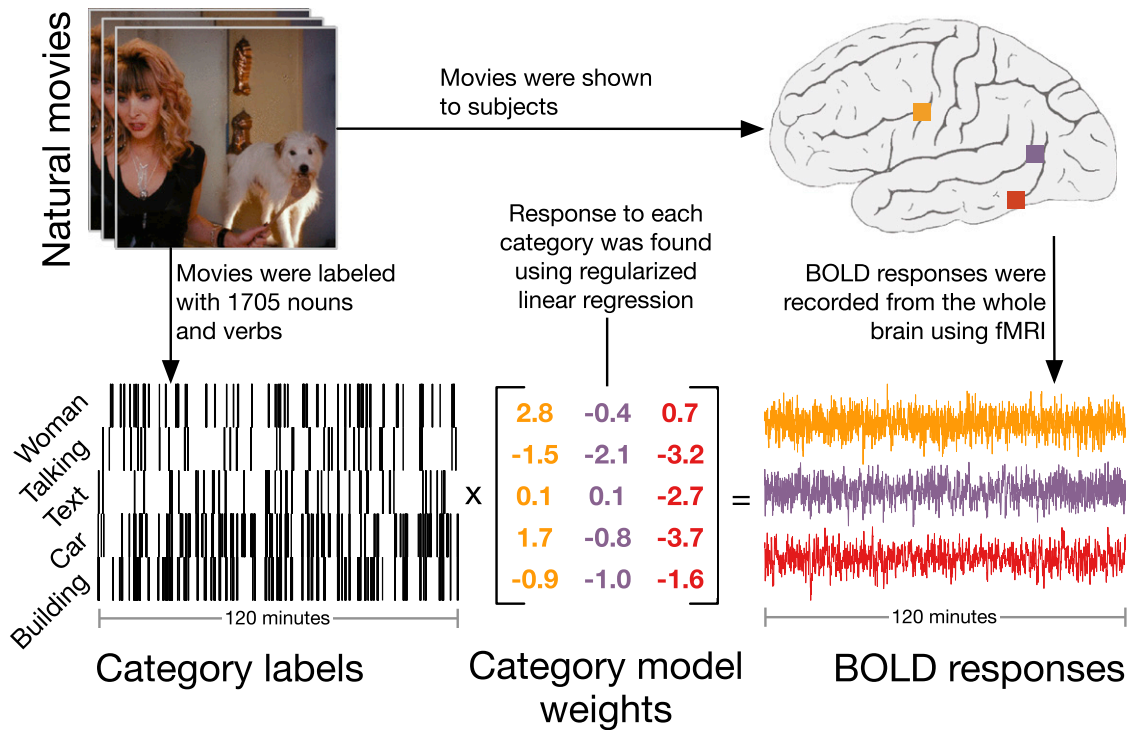 Natural movies
Movies were shown
to subjects
Response to each
category was found
using regularized
linear regression
Movies were labeled
with 1705 nouns
and verbs
BOLD responses were
recorded from the whole
brain using fMRI
Woman
Talking
Text
Car
Building
x
2.8 -0.4 0.7
-1.5 -2.1 -3.2
0.1 0.1 -2.7
1.7 -0.8 -3.7
-0.9 -1.0 -1.6
=
120 minutes
120 minutes
Category labels
Category model
weights
BOLD responses